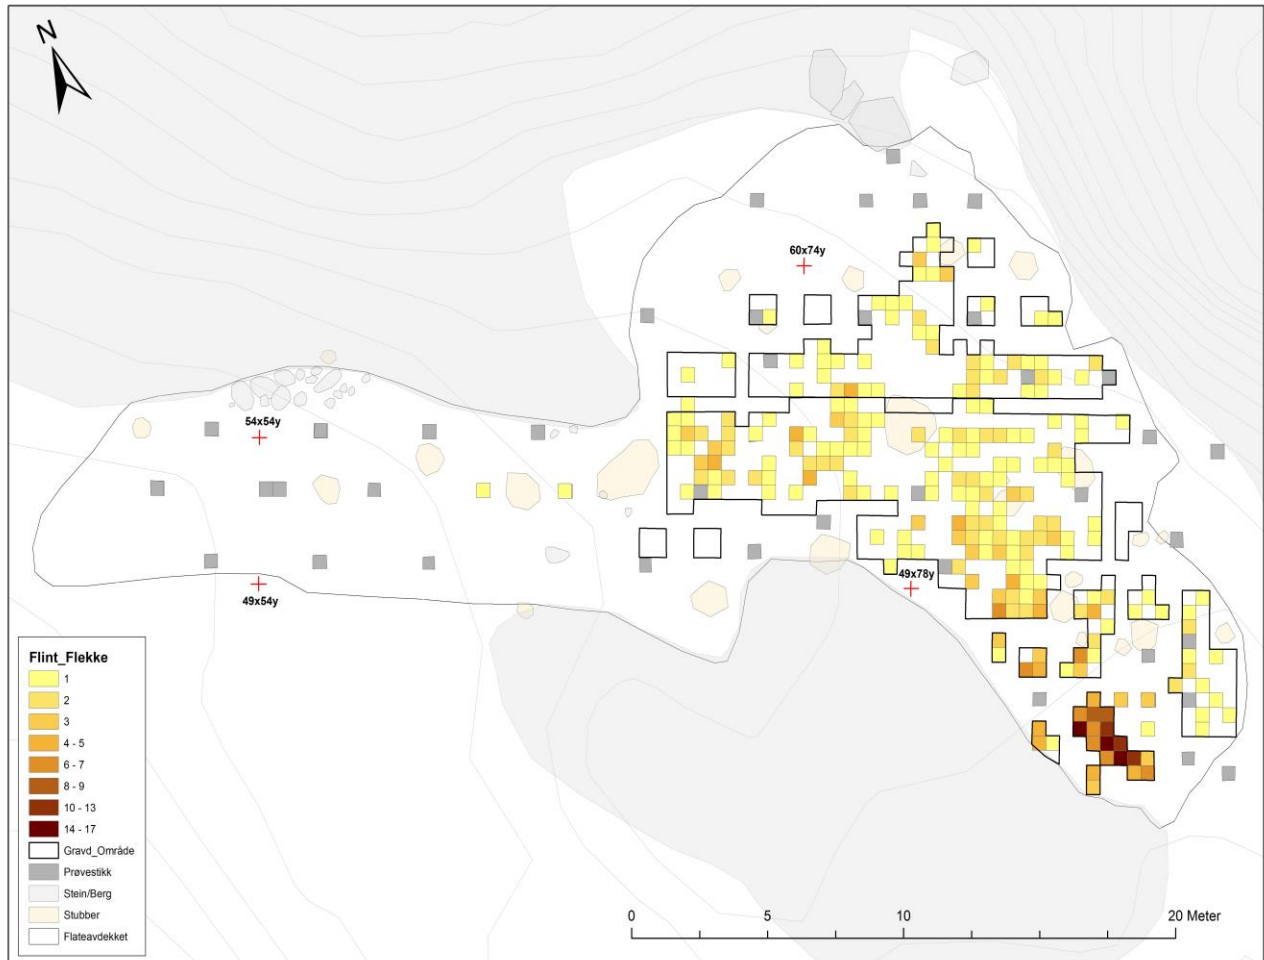 N
60x74y
54x54y
49x78y
49x54y
Flint_Flekke
1
2
3
4 - 5
6 - 7
8 - 9
10 - 13
14 - 17
Gravd_Område
Prøvestikk
Stein/Berg
Stubber
Flateavdekket
0 5 10 20 Meter